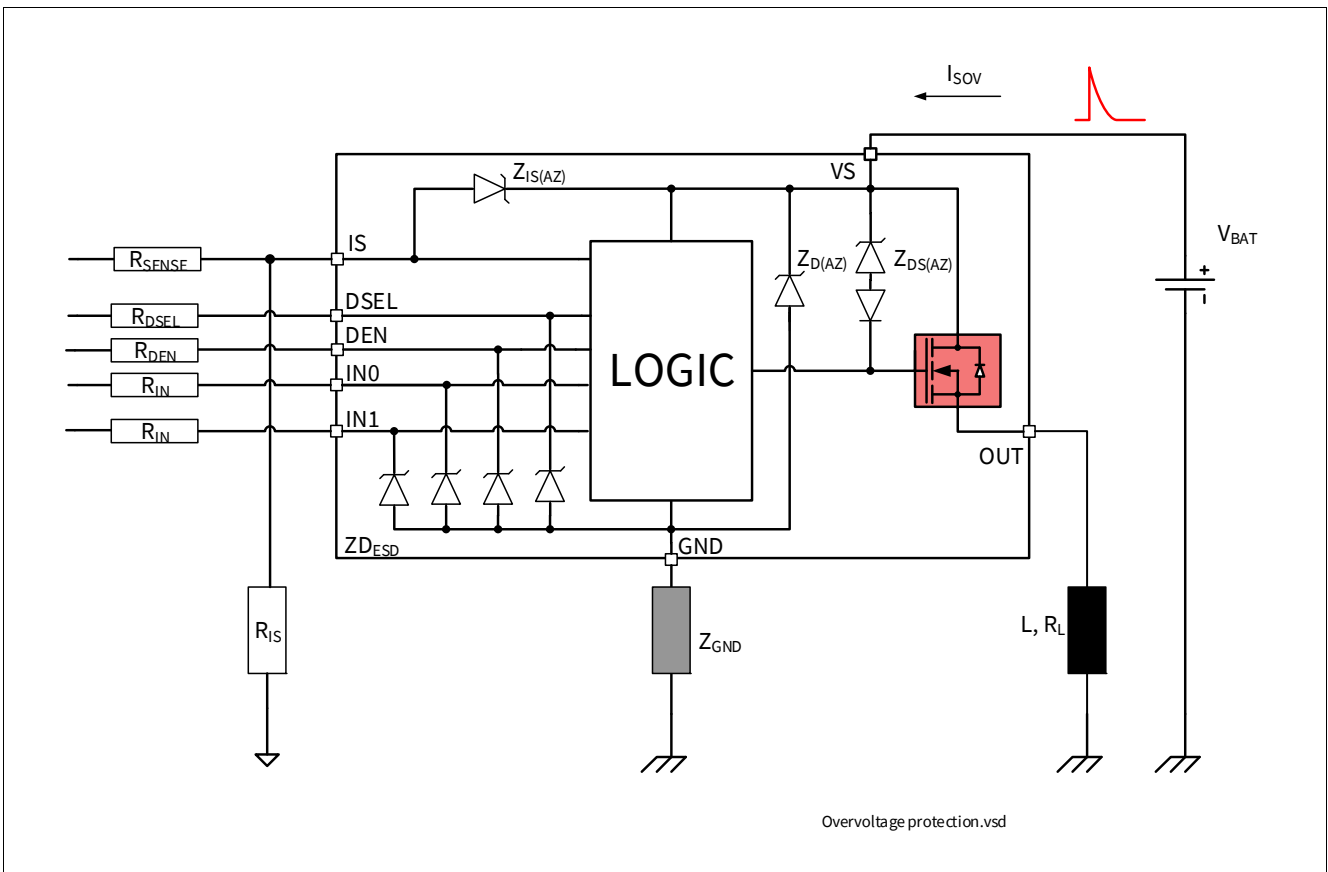 I_SOV
VS
Z_IS(AZ)
IS
R_SENSE
V_BAT
Z_D(AZ)
Z_DS(AZ)
+
-
DSEL
R_DSEL
DEN
R_DEN
LOGIC
IN0
R_IN
IN1
R_IN
OUT
ZD_ESD
GND
R_IS
Z_GND
L, R_L
Overvoltage protection.vsd